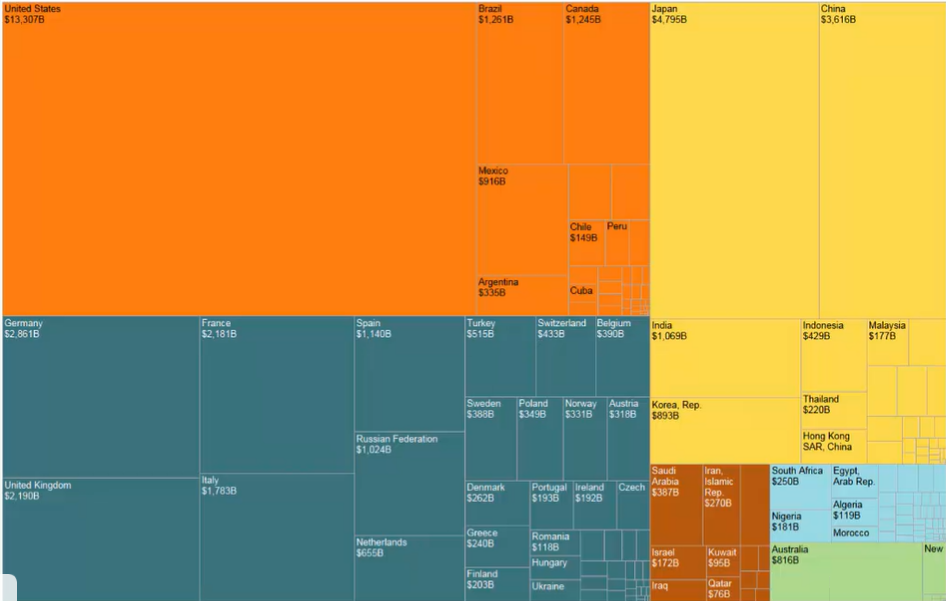 United States
$13,307B
Brazil
$1,261B
Canada
$1,245B
Mexico
$916B
Chile
$149B
Peru
Argentina
$335B
Cuba
Japan
$4,795B
China
$3,616B
India
$1,069B
Korea, Rep.
$893B
Indonesia
$429B
Malaysia
$177B
Thailand
$220B
Hong Kong
SAR, China
Germany
$2,861B
France
$2,181B
Spain
$1,140B
United Kingdom
$2,190B
Italy
$1,783B
Russian Federation
$1,024B
Netherlands
$655B
Turkey
$515B
Switzerland
$433B
Belgium
$390B
Sweden
$388B
Poland
$349B
Norway
$331B
Austria
$318B
Denmark
$262B
Portugal
$193B
Ireland
$192B
Czech
Greece
$240B
Romania
$118B
Hungary
Finland
$203B
Ukraine
Saudi
Arabia
$387B
Iran,
Islamic
Rep.
$270B
Israel
$172B
Kuwait
$95B
Iraq
Qatar
$76B
South Africa
$250B
Egypt,
Arab Rep.
Nigeria
$181B
Algeria
$119B
Morocco
Australia
$816B
New